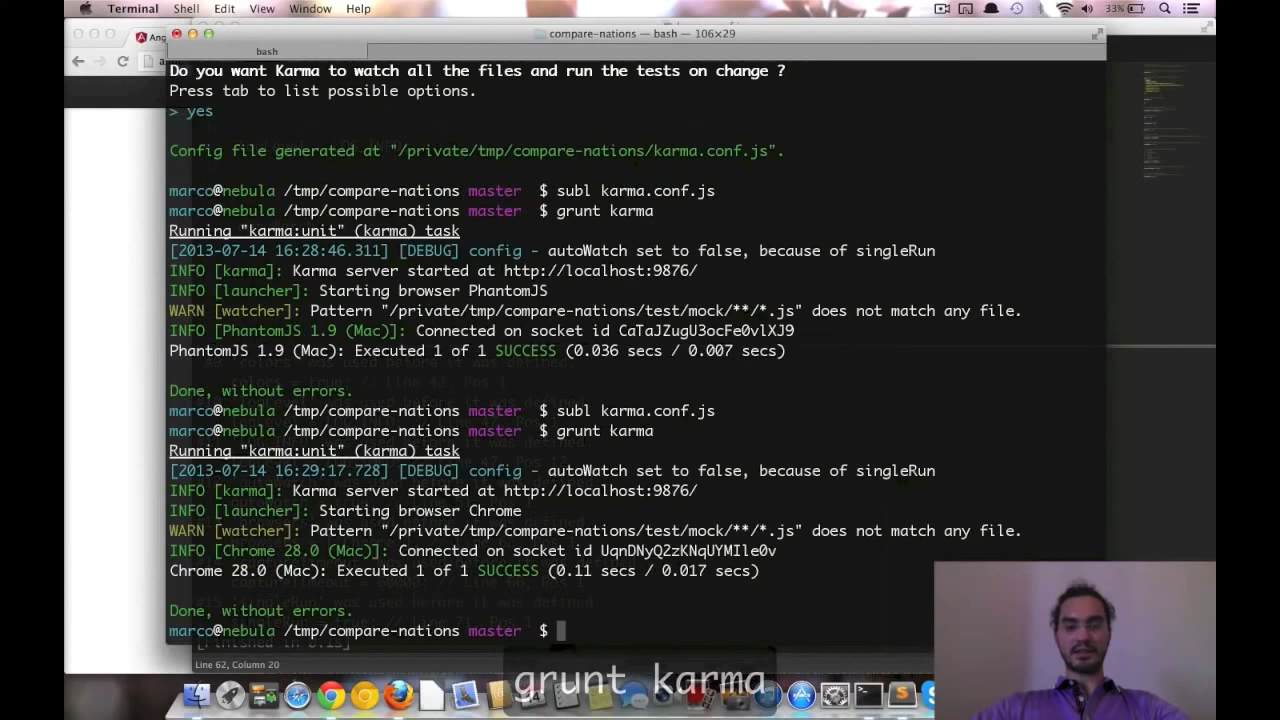 Terminal Shell Edit View Window Help 33%
compare-nations — bash — 106×29
Ang
bash
Do you want Karma to watch all the files and run the tests on change ?
Press tab to list possible options.
> yes
Config file generated at "/private/tmp/compare-nations/karma.conf.js".
marco@nebula /tmp/compare-nations master $ subl karma.conf.js
marco@nebula /tmp/compare-nations master $ grunt karma
Running "karma:unit" (karma) task
[2013-07-14 16:28:46.311] [DEBUG] config - autoWatch set to false, because of singleRun
INFO [karma]: Karma server started at http://localhost:9876/
INFO [launcher]: Starting browser PhantomJS
WARN [watcher]: Pattern "/private/tmp/compare-nations/test/mock/**/*.js" does not match any file.
INFO [PhantomJS 1.9 (Mac)]: Connected on socket id CaTaJZugU3ocFe0vlXJ9
PhantomJS 1.9 (Mac): Executed 1 of 1 SUCCESS (0.036 secs / 0.007 secs)
Done, without errors.
marco@nebula /tmp/compare-nations master $ subl karma.conf.js
marco@nebula /tmp/compare-nations master $ grunt karma
Running "karma:unit" (karma) task
[2013-07-14 16:29:17.728] [DEBUG] config - autoWatch set to false, because of singleRun
INFO [karma]: Karma server started at http://localhost:9876/
INFO [launcher]: Starting browser Chrome
WARN [watcher]: Pattern "/private/tmp/compare-nations/test/mock/**/*.js" does not match any file.
INFO [Chrome 28.0 (Mac)]: Connected on socket id UqnDNyQ2zKNqUYMIle0v
Chrome 28.0 (Mac): Executed 1 of 1 SUCCESS (0.11 secs / 0.017 secs)
Done, without errors.
marco@nebula /tmp/compare-nations master $
Line 62, Column 20
grunt karma